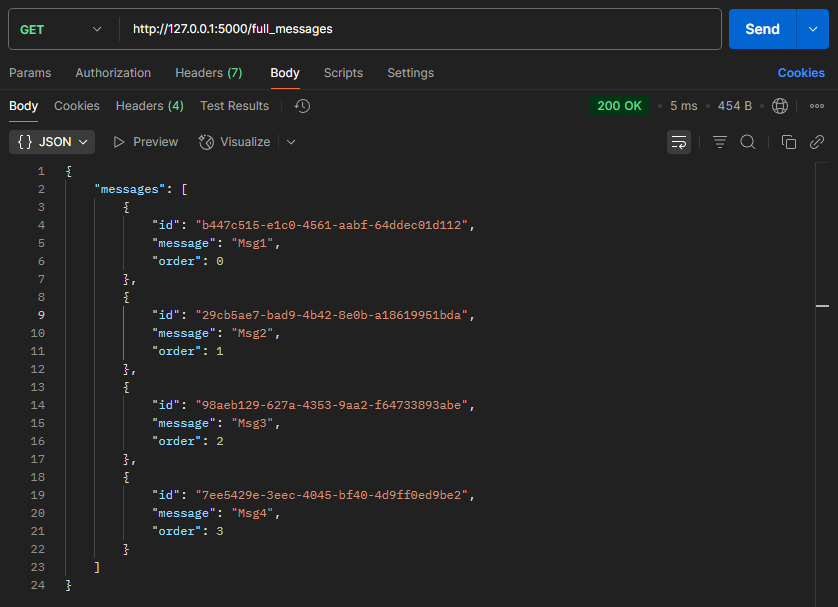 GET http://127.0.0.1:5000/full_messages Send
Params Authorization Headers (7) Body Scripts Settings Cookies
Body Cookies Headers (4) Test Results 200 OK • 5 ms • 454 B •
{} JSON Preview Visualize
1 {
2 "messages": [
3 {
4 "id": "b447c515-e1c0-4561-aabf-64ddec01d112",
5 "message": "Msg1",
6 "order": 0
7 },
8 {
9 "id": "29cb5ae7-bad9-4b42-8e0b-a18619951bda",
10 "message": "Msg2",
11 "order": 1
12 },
13 {
14 "id": "98aeb129-627a-4353-9aa2-f64733893abe",
15 "message": "Msg3",
16 "order": 2
17 },
18 {
19 "id": "7ee5429e-3eec-4045-bf40-4d9ff0ed9be2",
20 "message": "Msg4",
21 "order": 3
22 }
23 ]
24 }